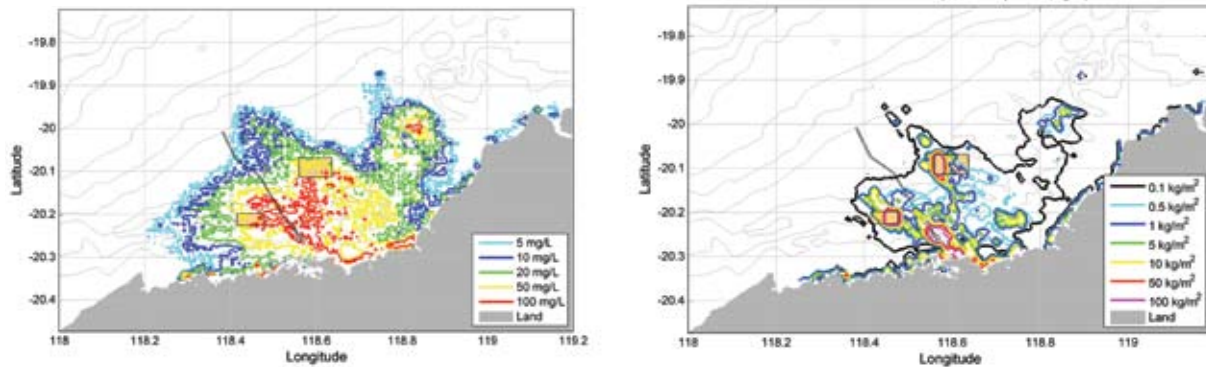 -19.8
-20
-20.1
-20.2
-20.3
-20.4
Latitude
118
118.2
118.4
118.6
118.8
119
119.2
Longitude
5 mg/L
10 mg/L
20 mg/L
50 mg/L
100 mg/L
Land
-19.8
-19.9
-20
-20.1
-20.2
-20.3
-20.4
Latitude
118
118.2
118.4
118.6
118.8
119
Longitude
0.1 kg/m²
0.5 kg/m²
1 kg/m²
5 kg/m²
10 kg/m²
50 kg/m²
100 kg/m²
Land